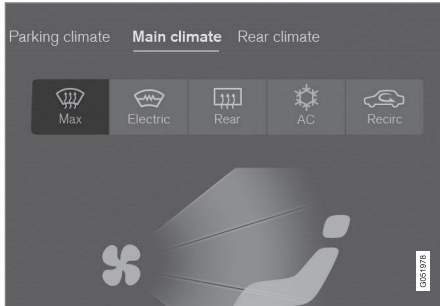 Parking climate Main climate Rear climate
Max Electric Rear AC Recirc
G051978